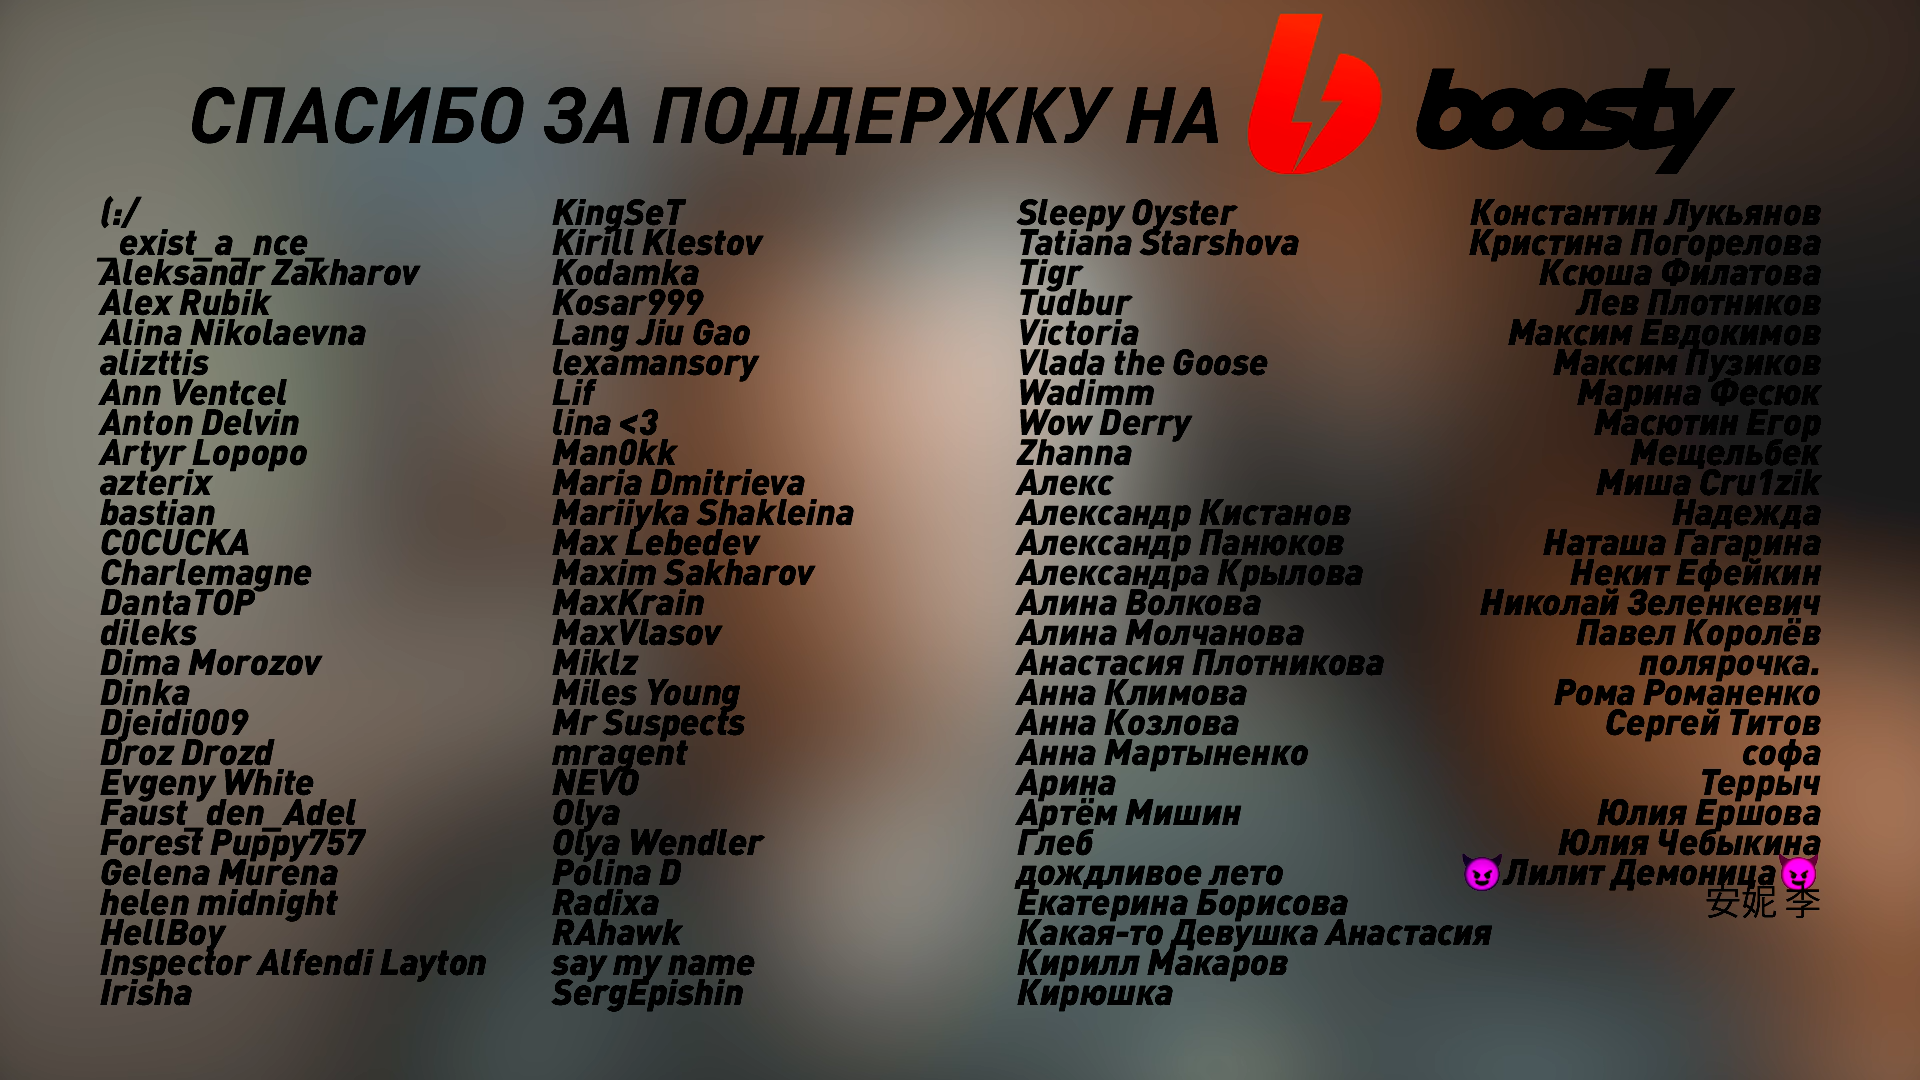 СПАСИБО ЗА ПОДДЕРЖКУ НА boosty
(:/
_exist_a_nce_
Aleksandr Zakharov
Alex Rubik
Alina Nikolaevna
alizttis
Ann Ventcel
Anton Delvin
Artyr Lopopo
azterix
bastian
C0CUCKA
Charlemagne
DantaTOP
dileks
Dima Morozov
Dinka
Djeidi009
Droz Drozd
Evgeny White
Faust_den_Adel
Forest Puppy757
Gelena Murena
helen midnight
HellBoy
Inspector Alfendi Layton
Irisha
KingSeT
Kirill Klestov
Kodamka
Kosar999
Lang Jiu Gao
lexamansory
Lif
lina <3
Man0kk
Maria Dmitrieva
Mariiyka Shakleina
Max Lebedev
Maxim Sakharov
MaxKrain
MaxVlasov
Miklz
Miles Young
Mr Suspects
mragent
NEVO
Olya
Olya Wendler
Polina D
Radixa
RAhawk
say my name
SergEpishin
Sleepy Oyster
Tatiana Starshova
Tigr
Tudbur
Victoria
Vlada the Goose
Wadimm
Wow Derry
Zhanna
Алекс
Александр Кистанов
Александр Панюков
Александра Крылова
Алина Волкова
Алина Молчанова
Анастасия Плотникова
Анна Климова
Анна Козлова
Анна Мартыненко
Арина
Артём Мишин
Глеб
дождливое лето
Екатерина Борисова
Какая-то Девушка Анастасия
Кирилл Макаров
Кирюшка
Константин Лукьянов
Кристина Погорелова
Ксюша Филатова
Лев Плотников
Максим Евдокимов
Максим Пузиков
Марина Фесюк
Масютин Егор
Мещельбек
Миша Cru1zik
Надежда
Наташа Гагарина
Некит Ефейкин
Николай Зеленкевич
Павел Королёв
полярочка.
Рома Романенко
Сергей Титов
софа
Террыч
Юлия Ершова
Юлия Чебыкина
😈Лилит Демоница😈
安妮 李